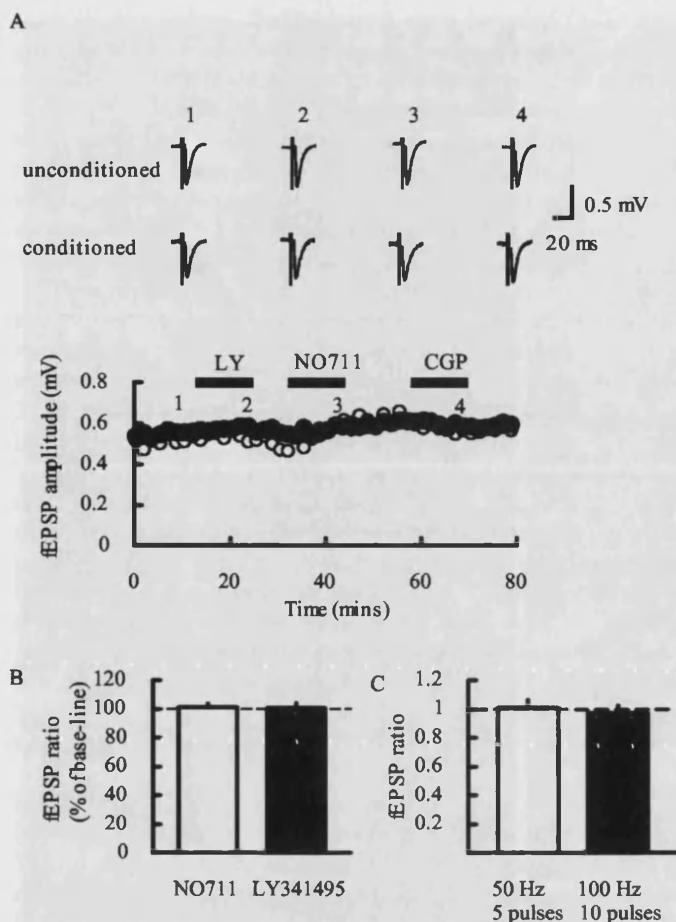 A
1 2 3 4
unconditioned
0.5 mV
conditioned
20 ms
LY NO711 CGP
fEPSP amplitude (mV)
0.8
0.6
0.4
0.2
0
1 2 3 4
0 20 40 60 80
Time (mins)
B
fEPSP ratio
(% of base-line)
120
100
80
60
40
20
0
NO711 LY341495
C
fEPSP ratio
1.2
1
0.8
0.6
0.4
0.2
50 Hz 100 Hz
5 pulses 10 pulses